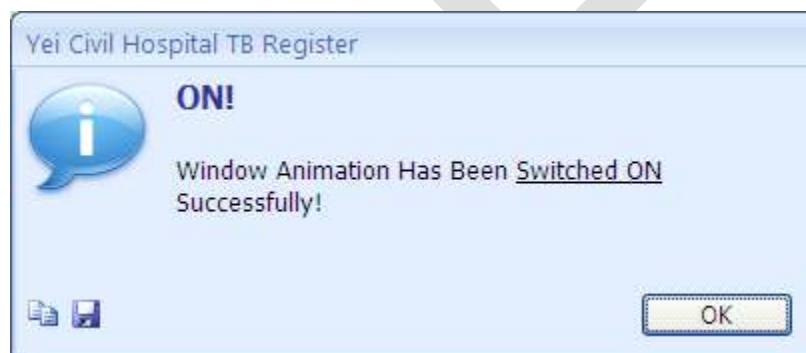 Yei Civil Hospital TB Register
ON!
Window Animation Has Been Switched ON
Successfully!
OK